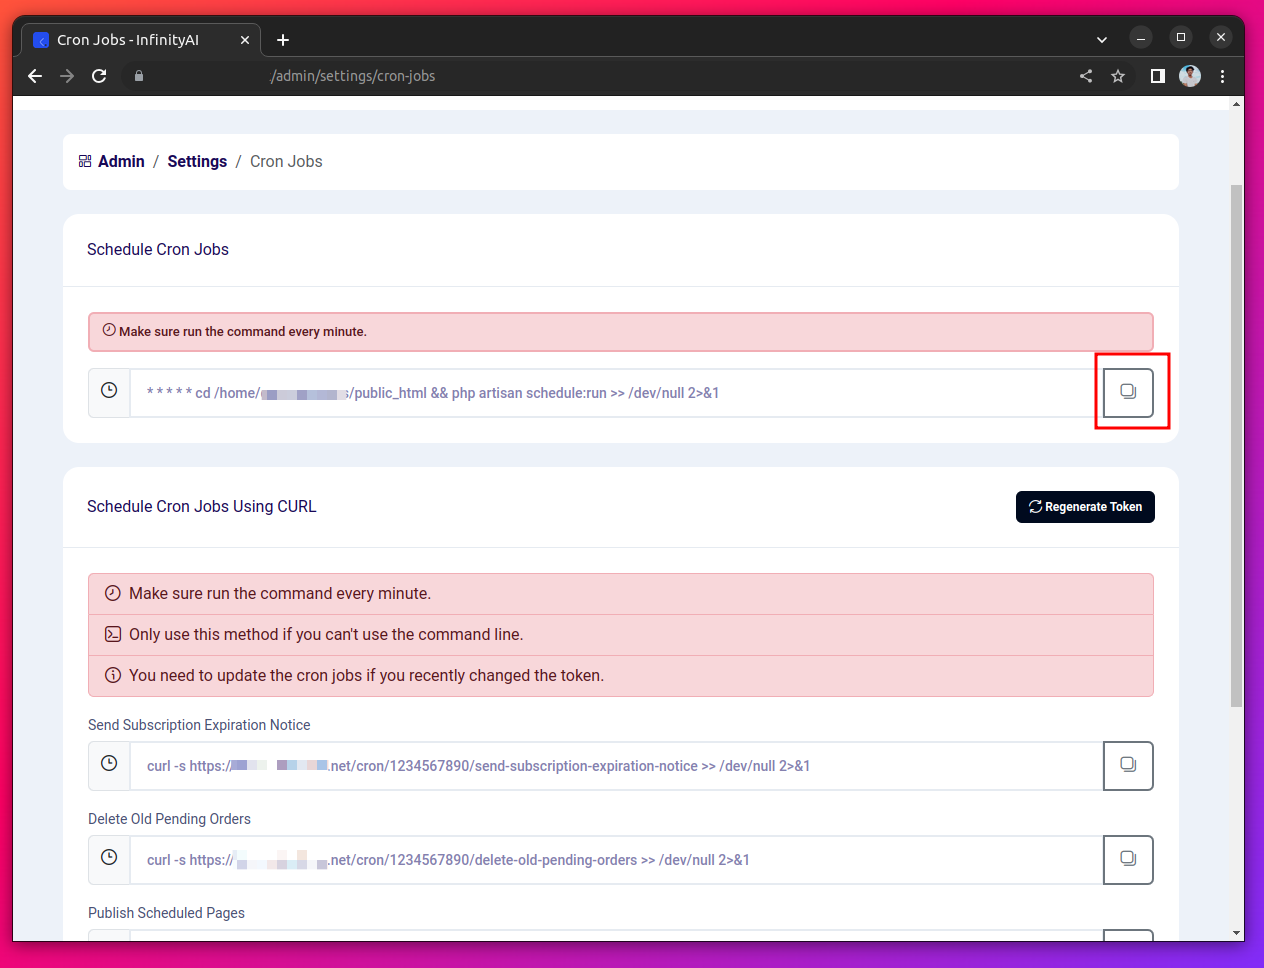 Cron Jobs - InfinityAI
/admin/settings/cron-jobs
Admin / Settings / Cron Jobs
Schedule Cron Jobs
Make sure run the command every minute.
* * * * * cd /home/ s/public_html && php artisan schedule:run >> /dev/null 2>&1
Schedule Cron Jobs Using CURL
Regenerate Token
Make sure run the command every minute.
Only use this method if you can't use the command line.
You need to update the cron jobs if you recently changed the token.
Send Subscription Expiration Notice
curl -s https:// .net/cron/1234567890/send-subscription-expiration-notice >> /dev/null 2>&1
Delete Old Pending Orders
curl -s https:// .net/cron/1234567890/delete-old-pending-orders >> /dev/null 2>&1
Publish Scheduled Pages